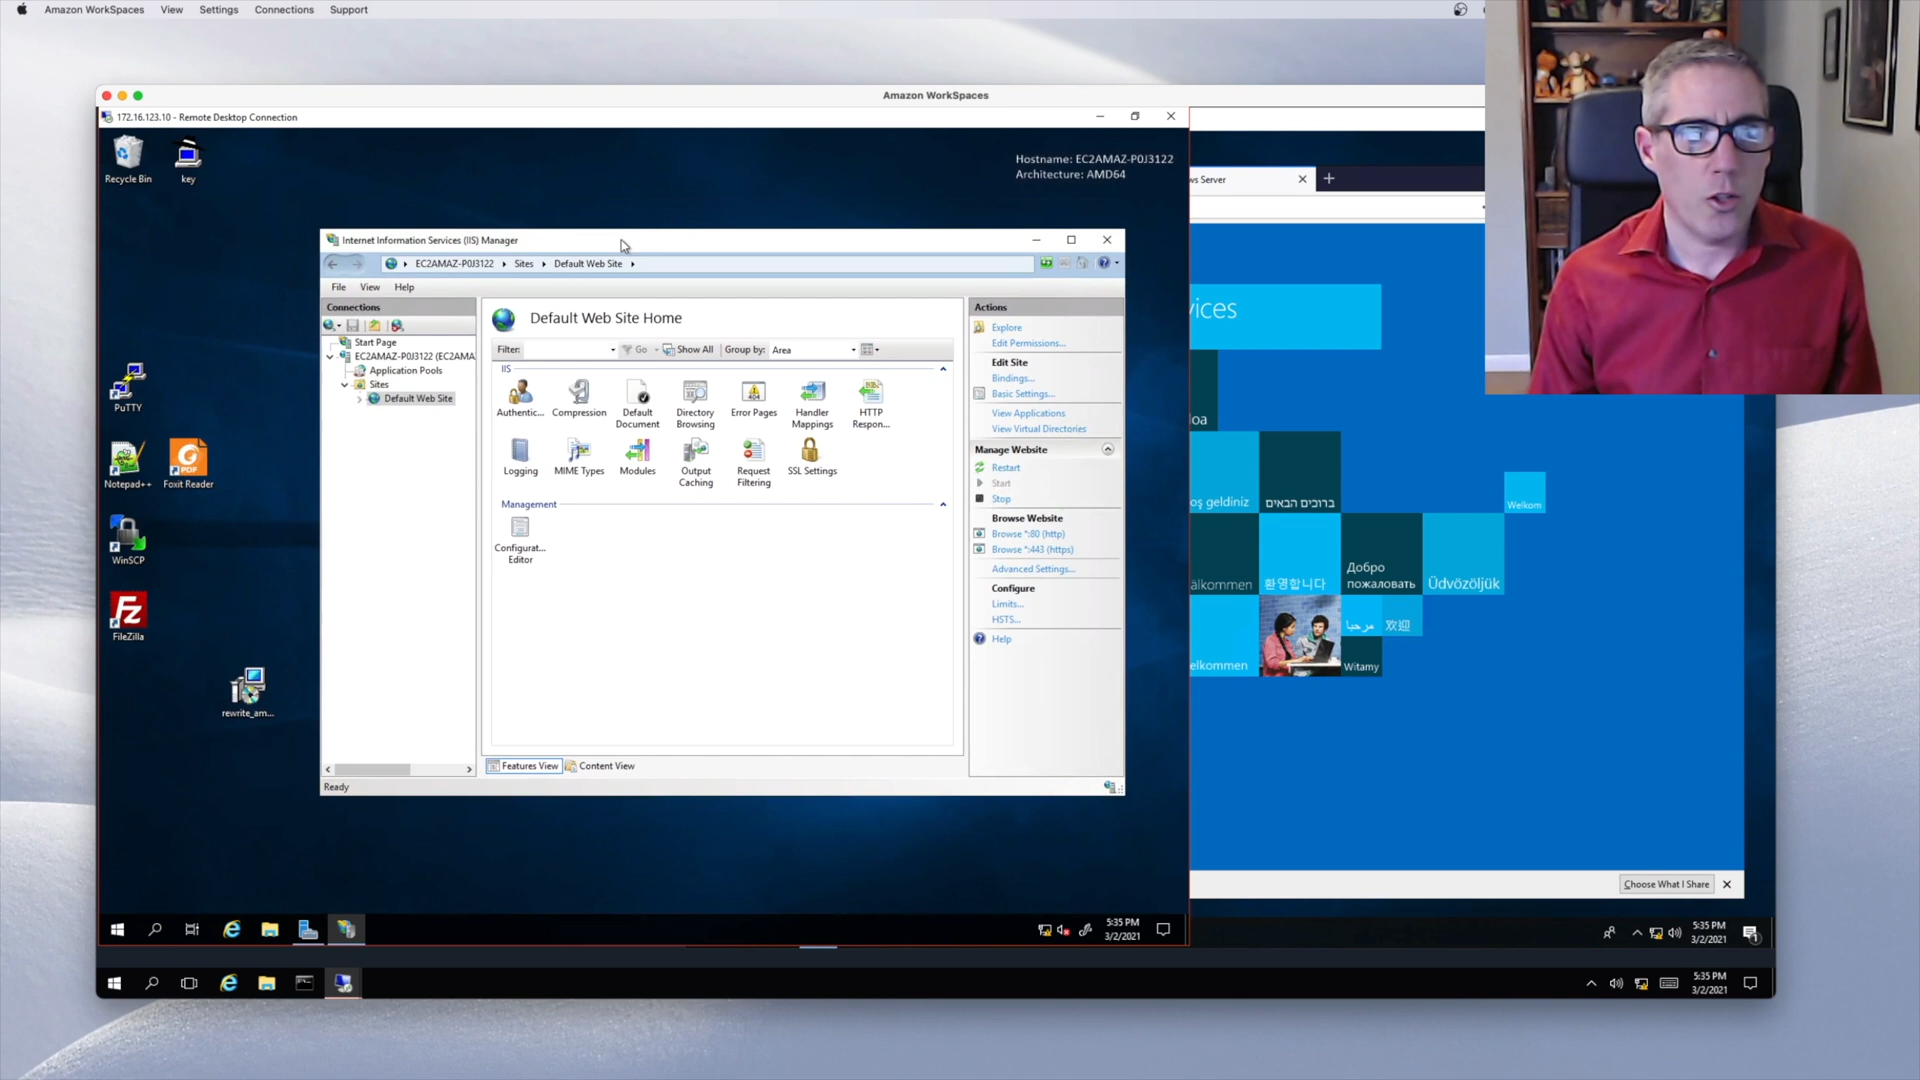 Amazon WorkSpaces View Settings Connections Support
Amazon WorkSpaces
172.16.123.10 - Remote Desktop Connection
Recycle Bin
key
Hostname: EC2AMAZ-P0J3122
Architecture: AMD64
PuTTY
Notepad++
Foxit Reader
WinSCP
FileZilla
rewrite_am...
Internet Information Services (IIS) Manager
EC2AMAZ-P0J3122 Sites Default Web Site
File View Help
Connections
Start Page
EC2AMAZ-P0J3122 (EC2AMA
Application Pools
Sites
Default Web Site
Default Web Site Home
Filter: Go Show All Group by: Area
IIS
Authentic...
Compression
Default
Document
Directory
Browsing
Error Pages
Handler
Mappings
HTTP
Respon...
Logging
MIME Types
Modules
Output
Caching
Request
Filtering
SSL Settings
Management
Configurat...
Editor
Features View Content View
Ready
Actions
Explore
Edit Permissions...
Edit Site
Bindings...
Basic Settings...
View Applications
View Virtual Directories
Manage Website
Restart
Start
Stop
Browse Website
Browse *:80 (http)
Browse *:443 (https)
Advanced Settings...
Configure
Limits...
HSTS...
Help
ws Server
vices
loa
oş geldiniz
ברוכים הבאים
Welkom
älkommen
환영합니다
Добро
пожаловать
Üdvözöljük
مرحبا
欢迎
elkommen
Witamy
Choose What I Share
5:35 PM
3/2/2021
5:35 PM
3/2/2021
1
5:35 PM
3/2/2021